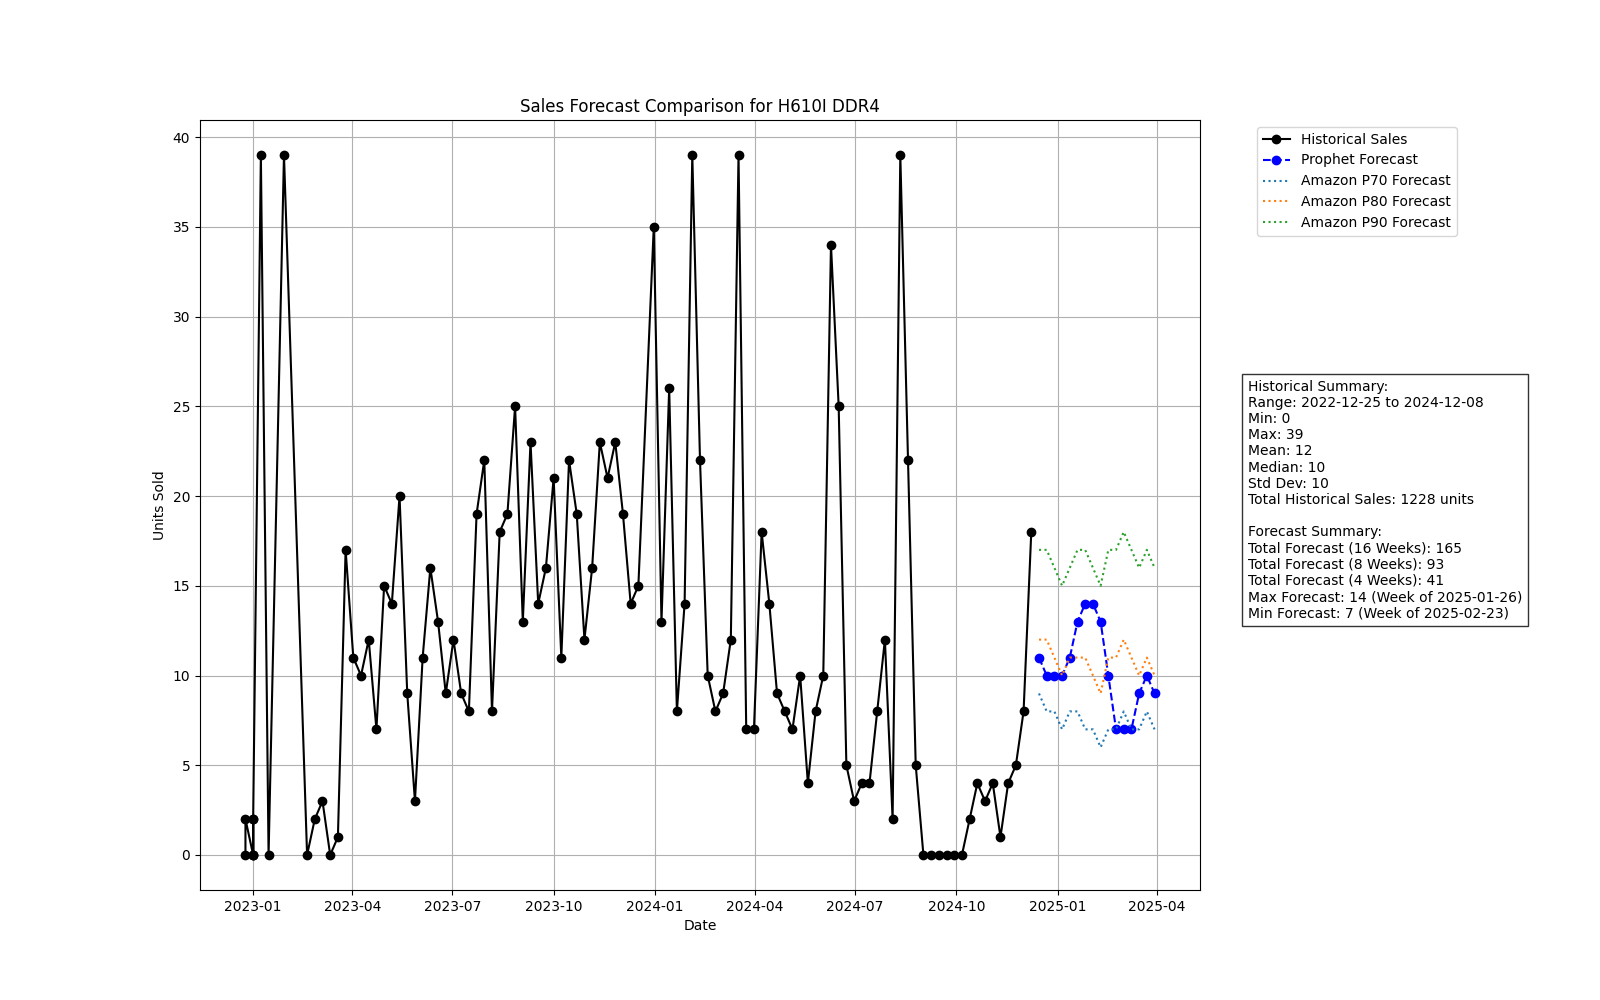 Sales Forecast Comparison for H610I DDR4
40
35
30
25
20
15
10
5
0
Units Sold
2023-01
2023-04
2023-07
2023-10
2024-01
2024-04
2024-07
2024-10
2025-01
2025-04
Date
Historical Sales
Prophet Forecast
Amazon P70 Forecast
Amazon P80 Forecast
Amazon P90 Forecast
Historical Summary:
Range: 2022-12-25 to 2024-12-08
Min: 0
Max: 39
Mean: 12
Median: 10
Std Dev: 10
Total Historical Sales: 1228 units
Forecast Summary:
Total Forecast (16 Weeks): 165
Total Forecast (8 Weeks): 93
Total Forecast (4 Weeks): 41
Max Forecast: 14 (Week of 2025-01-26)
Min Forecast: 7 (Week of 2025-02-23)